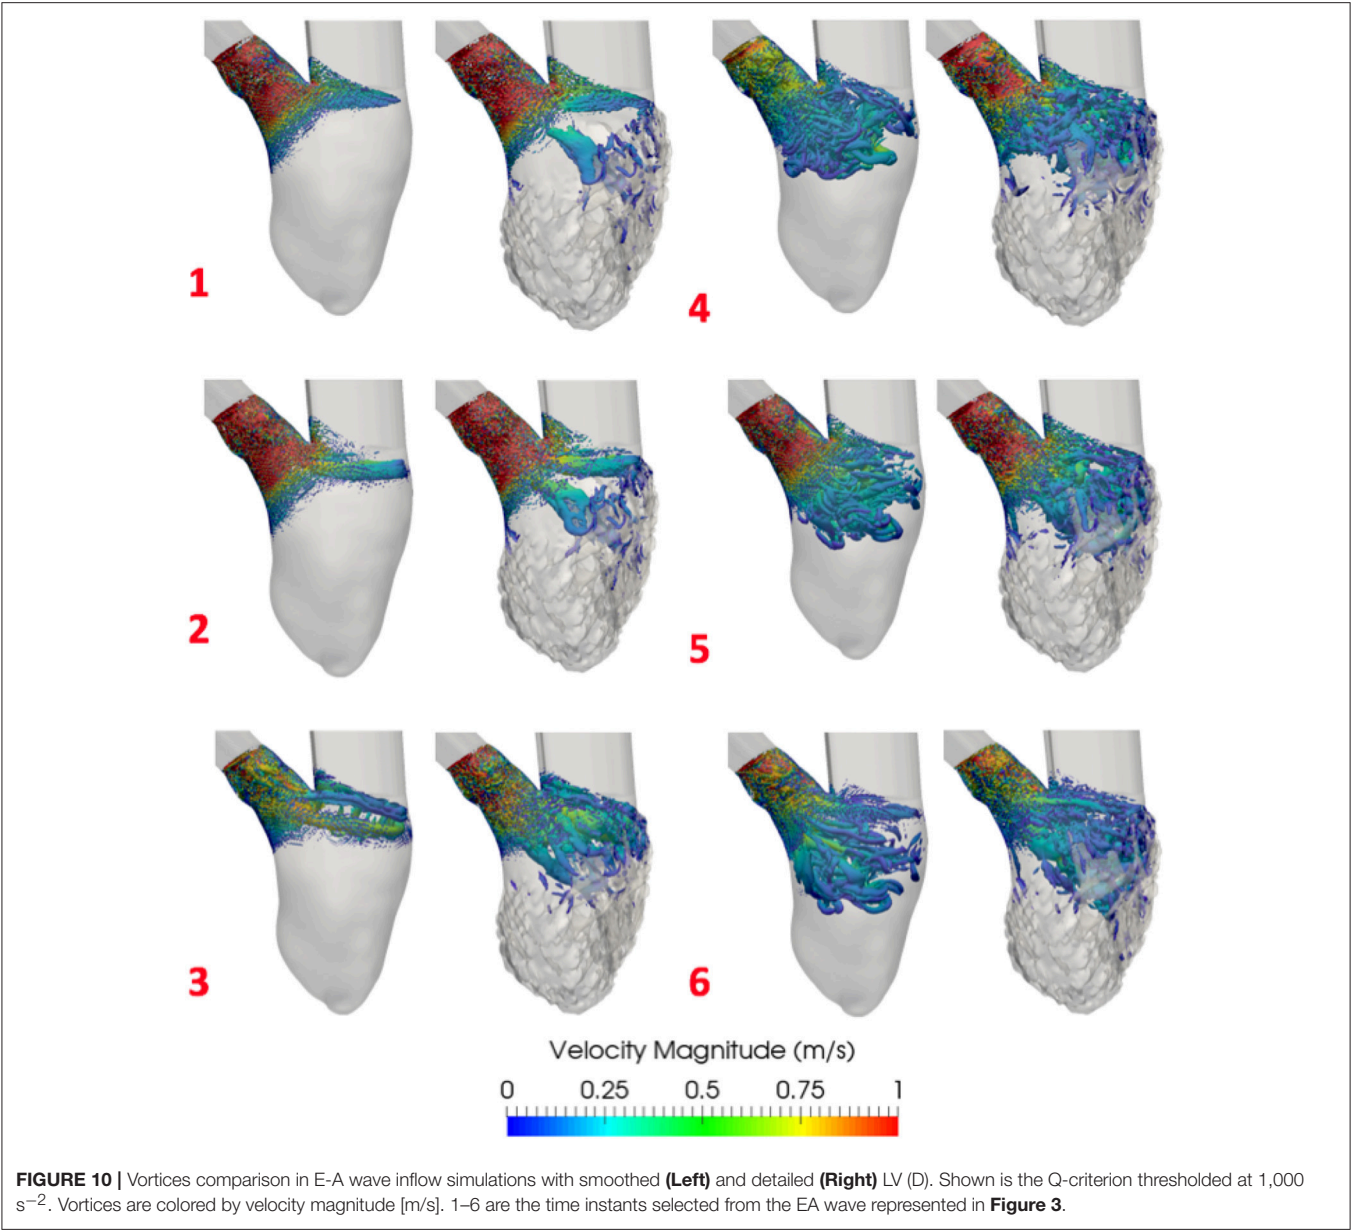 1
4
2
5
3
6
Velocity Magnitude (m/s)
0 0.25 0.5 0.75 1
FIGURE 10 | Vortices comparison in E-A wave inflow simulations with smoothed (Left) and detailed (Right) LV (D). Shown is the Q-criterion thresholded at 1,000
s−2. Vortices are colored by velocity magnitude [m/s]. 1–6 are the time instants selected from the EA wave represented in Figure 3.